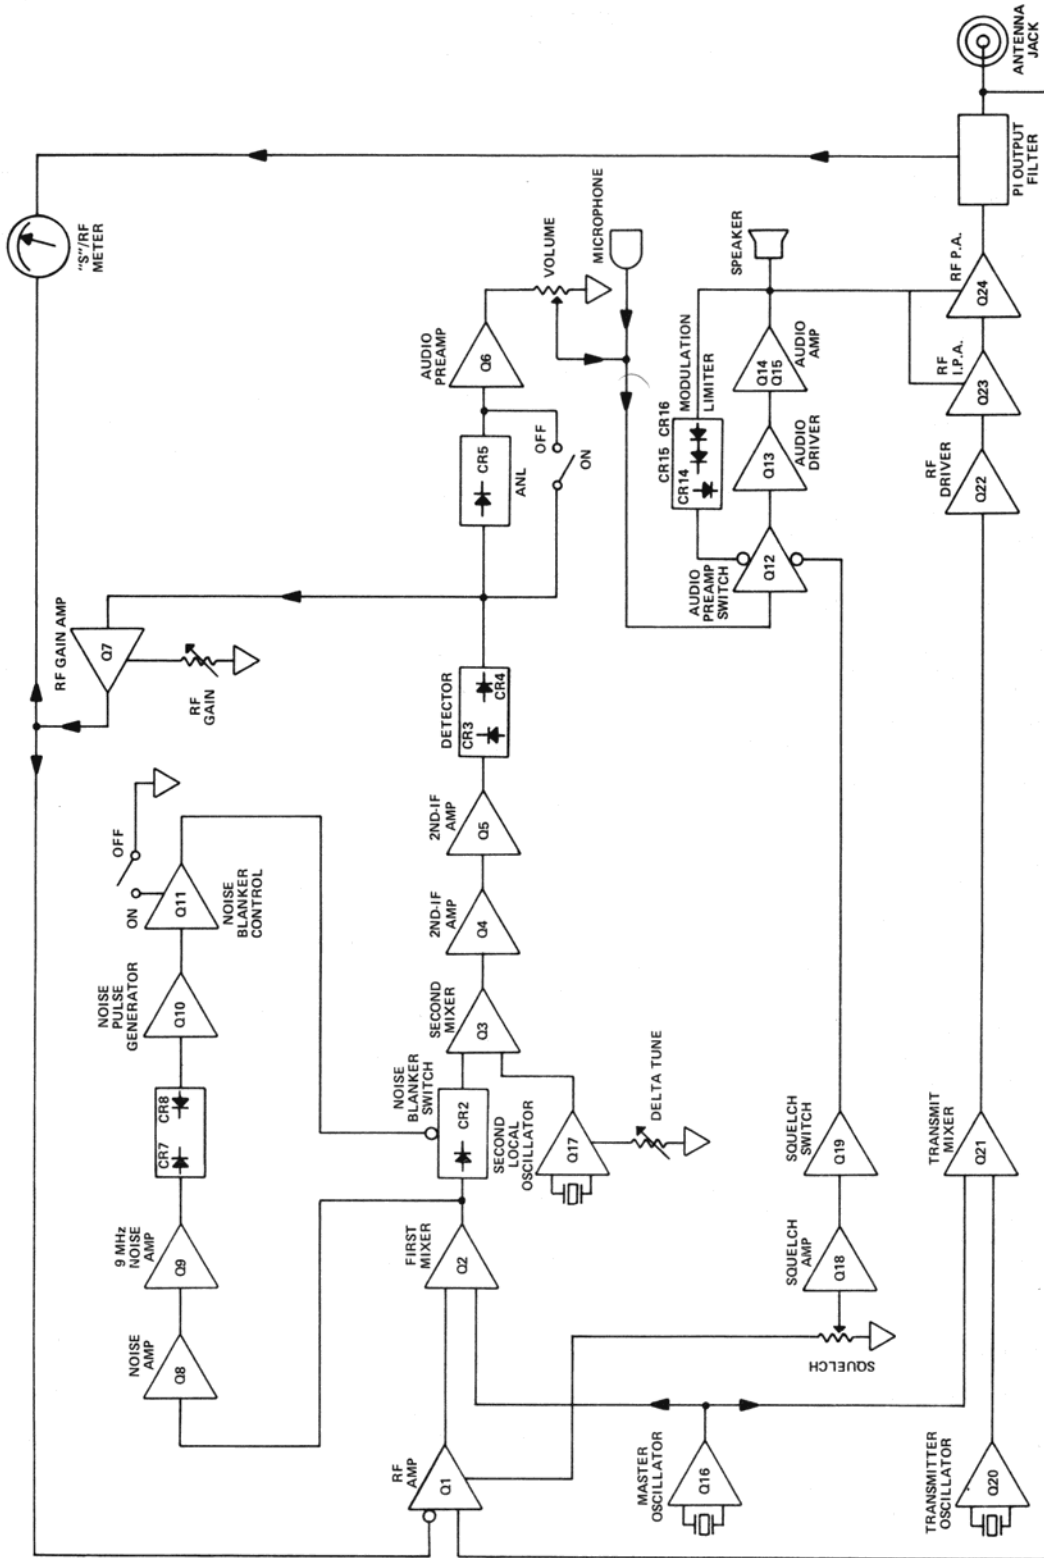 "S"/RF
METER
RF GAIN AMP
Q7
RF
GAIN
OFF
ON
Q11
NOISE
BLANKER
CONTROL
NOISE
PULSE
GENERATOR
Q10
CR7
CR8
9 MHz
NOISE
AMP
Q9
NOISE
AMP
Q8
RF
AMP
Q1
FIRST
MIXER
Q2
NOISE
BLANKER
SWITCH
CR2
SECOND
LOCAL
OSCILLATOR
Q17
DELTA TUNE
SECOND
MIXER
Q3
2ND-IF
AMP
Q4
2ND-IF
AMP
Q5
DETECTOR
CR3
CR4
CR5
ANL
OFF
ON
AUDIO
PREAMP
Q6
VOLUME
MICROPHONE
MASTER
OSCILLATOR
Q16
SQUELCH
SQUELCH
AMP
Q18
SQUELCH
SWITCH
Q19
AUDIO
PREAMP
SWITCH
Q12
CR15 CR16
CR14
MODULATION
LIMITER
Q13
AUDIO
DRIVER
Q14
Q15
AUDIO
AMP
SPEAKER
TRANSMITTER
OSCILLATOR
Q20
TRANSMIT
MIXER
Q21
RF
DRIVER
Q22
RF
I.P.A.
Q23
RF P.A.
Q24
PI OUTPUT
FILTER
ANTENNA
JACK